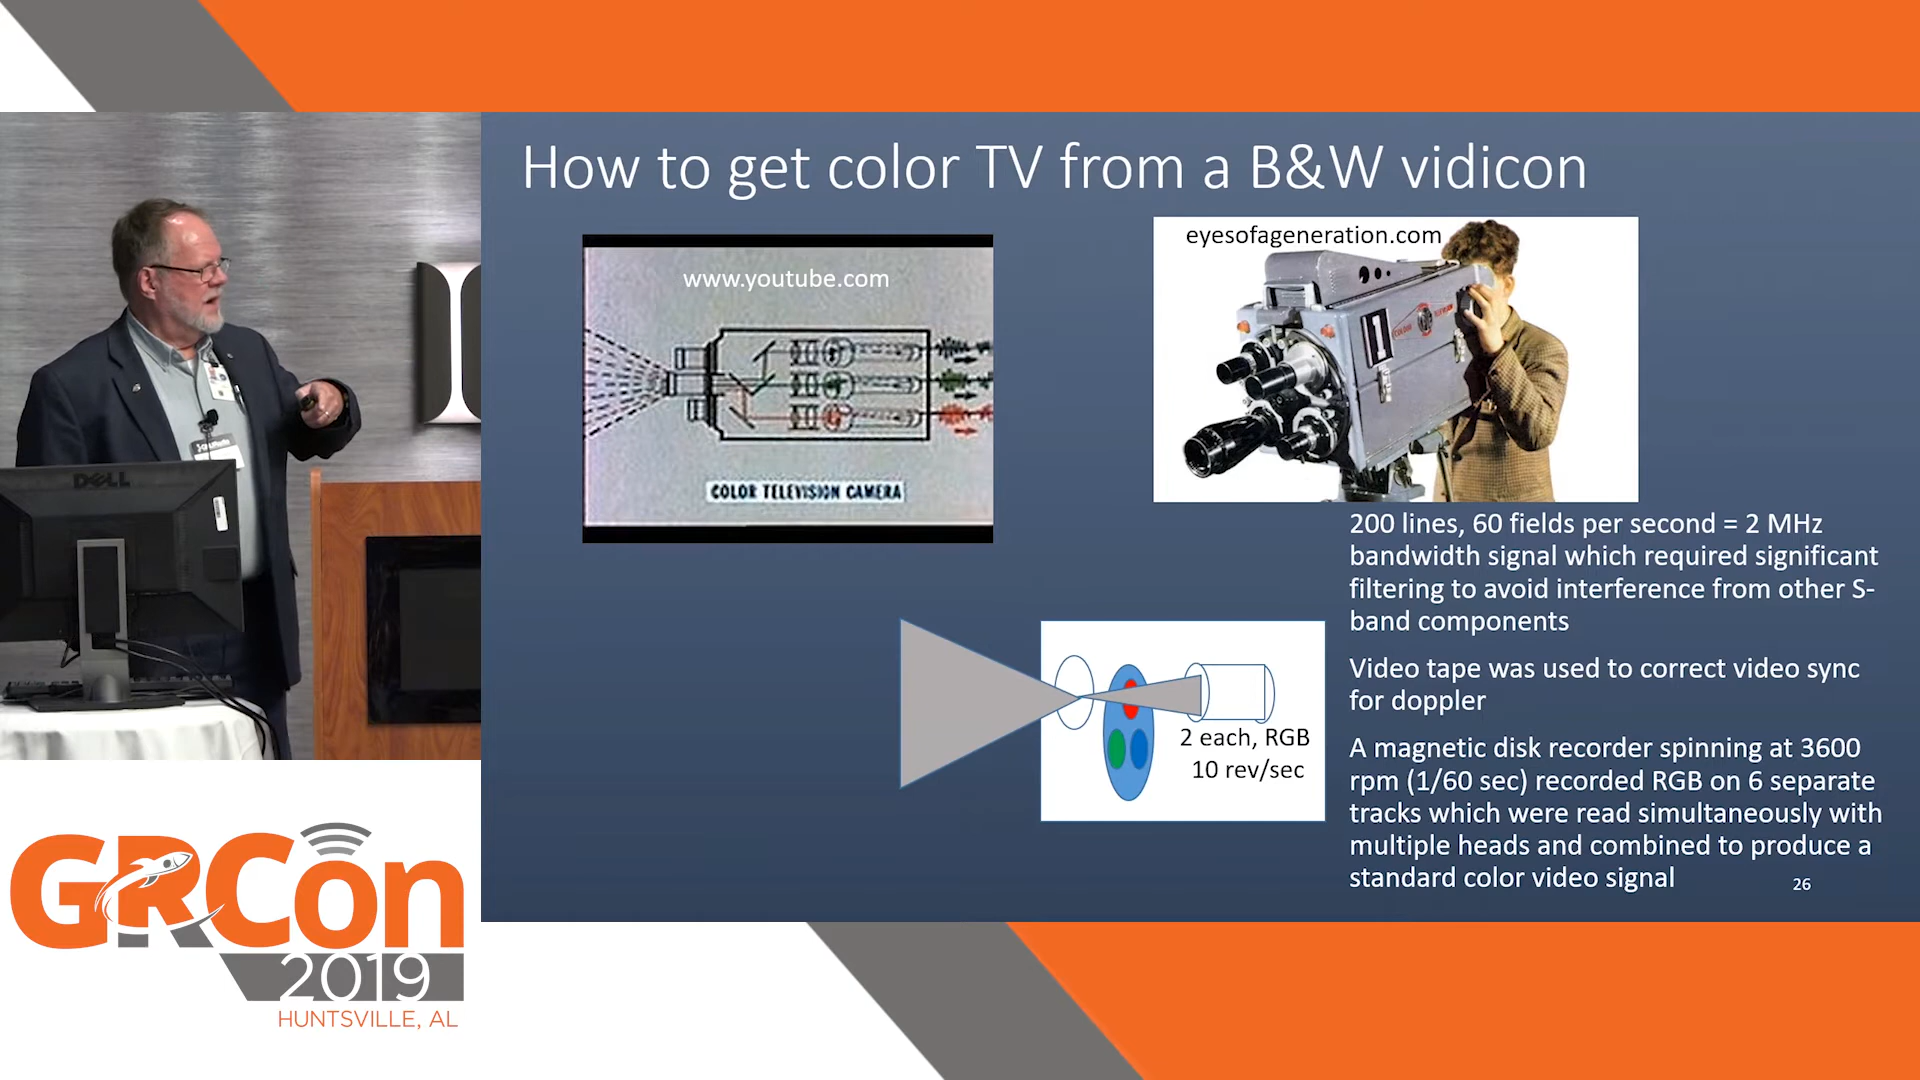 How to get color TV from a B&W vidicon
www.youtube.com
COLOR TELEVISION CAMERA
eyesofageneration.com
1
200 lines, 60 fields per second = 2 MHz
bandwidth signal which required significant
filtering to avoid interference from other S-
band components
Video tape was used to correct video sync
for doppler
A magnetic disk recorder spinning at 3600
rpm (1/60 sec) recorded RGB on 6 separate
tracks which were read simultaneously with
multiple heads and combined to produce a
standard color video signal
2 each, RGB
10 rev/sec
26
DELL
GRCon
2019
HUNTSVILLE, AL